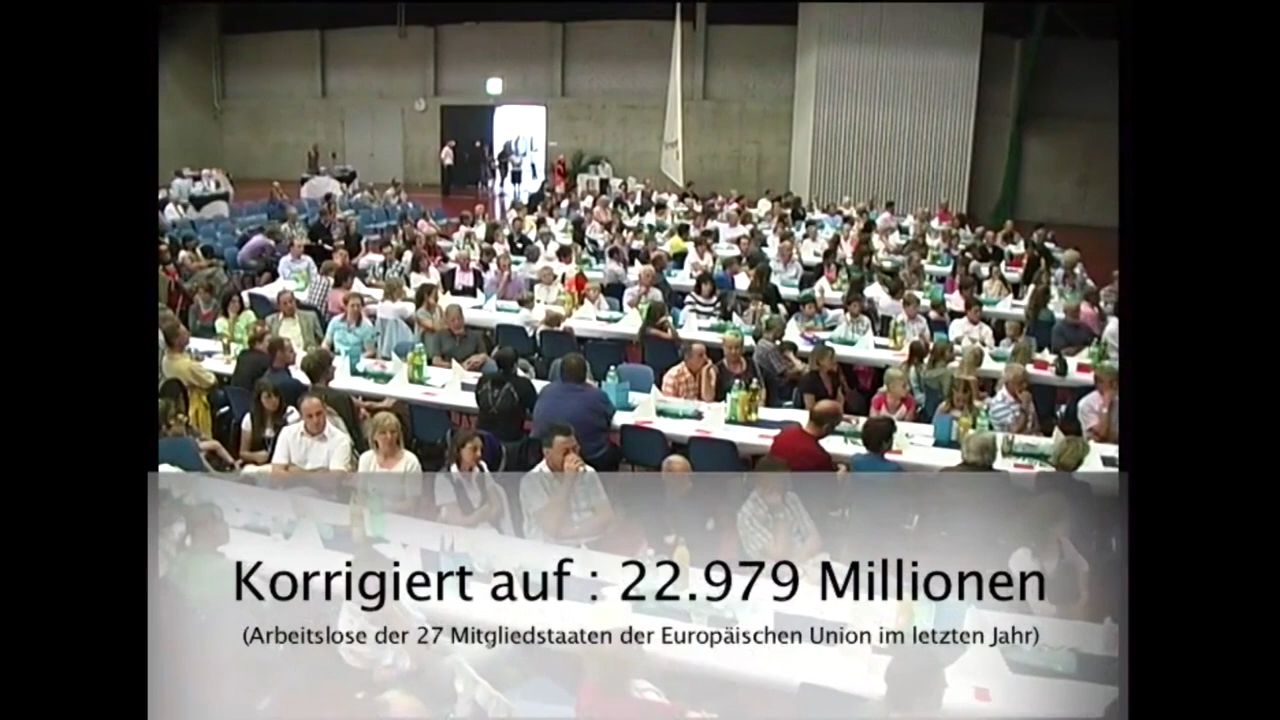 Korrigiert auf : 22.979 Millionen
(Arbeitslose der 27 Mitgliedstaaten der Europäischen Union im letzten Jahr)